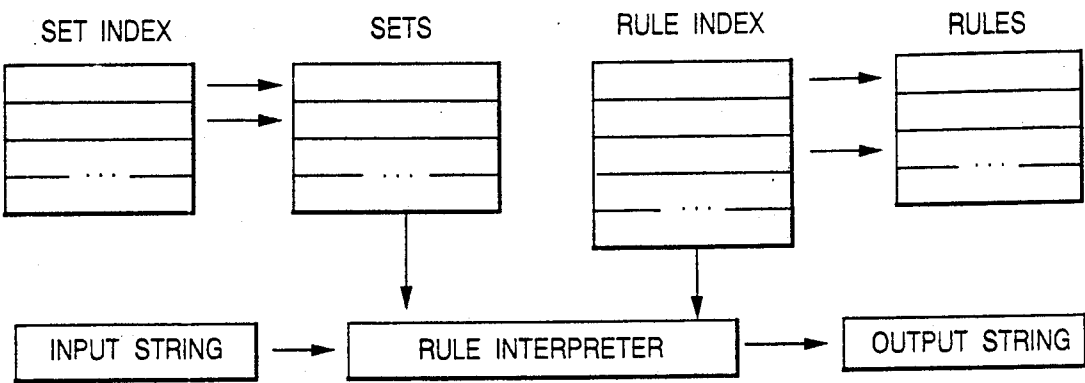 SET INDEX
SETS
RULE INDEX
RULES
...
...
...
...
INPUT STRING
RULE INTERPRETER
OUTPUT STRING